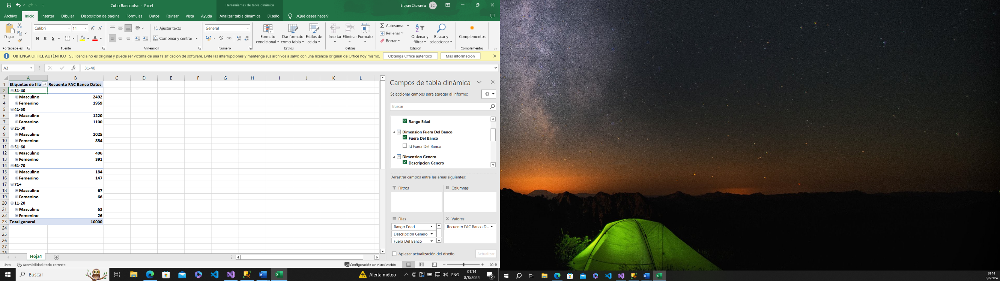 Cubo Banco.xlsx - Excel
Herramientas de tabla dinámica
Brayan Chavarria BC
Archivo Inicio Insertar Dibujar Disposición de página Fórmulas Datos Revisar Vista Ayuda Analizar tabla dinámica Diseño ¿Qué desea hacer?
Pegar
Calibri 11
N K S
Ajustar texto
Combinar y centrar
General
% 000
Formato condicional
Dar formato como tabla
Estilos de celda
Insertar Eliminar Formato
Autosuma
Rellenar
Borrar
Ordenar y filtrar
Buscar y seleccionar
Complementos
Portapapeles Fuente Alineación Número Estilos Celdas Edición Complementos
OBTENGA OFFICE AUTÉNTICO Su licencia no es original y puede ser víctima de una falsificación de software. Evite las interrupciones y mantenga sus archivos a salvo con una licencia original de Office hoy mismo. Obtenga Office auténtico Más información
A2 fx 31-40
A B C D E F G H I J K L
1 Etiquetas de fila Recuento FAC Banco Datos
2 31-40
3 Masculino 2492
4 Femenino 1959
5 41-50
6 Masculino 1220
7 Femenino 1100
8 21-30
9 Masculino 1025
10 Femenino 854
11 51-60
12 Masculino 406
13 Femenino 391
14 61-70
15 Masculino 184
16 Femenino 147
17 71+
18 Masculino 67
19 Femenino 66
20 11-20
21 Masculino 63
22 Femenino 26
23 Total general 10000
24
25
26
27
28
Campos de tabla dinámica
Seleccionar campos para agregar al informe:
Buscar
Rango Edad
Dimension Fuera Del Banco
Fuera Del Banco
Id Fuera Del Banco
Dimension Genero
Descripcion Genero
Arrastrar campos entre las áreas siguientes:
Filtros Columnas
Filas Σ Valores
Rango Edad Recuento FAC Banco D...
Descripcion Genero
Fuera Del Banco
Aplazar actualización del diseño Actualizar
Hoja1
Listo Accesibilidad: todo correcto Configuración de visualización 100 %
Buscar
Alerta méteo
ENG
01:14
8/8/2024
2
01:14
8/8/2024